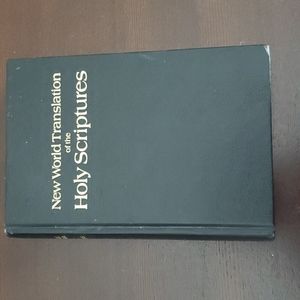 New World Translation
of the
Holy Scriptures